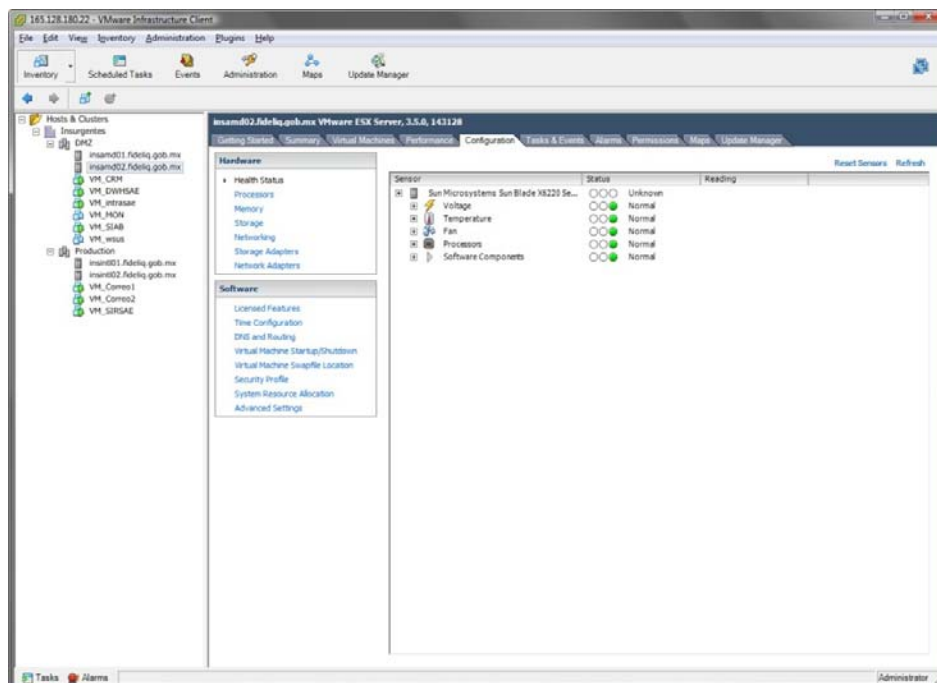 165.128.180.22 - VMware Infrastructure Client
File Edit View Inventory Administration Plugins Help
Inventory Scheduled Tasks Events Administration Maps Update Manager
Hosts & Clusters
Insurgentes
DMZ
insamd01.fideliq.gob.mx
insamd02.fideliq.gob.mx
VM_CRM
VM_DWHSAE
VM_intrasae
VM_MON
VM_SIAB
VM_wsus
Production
insintl01.fideliq.gob.mx
insintl02.fideliq.gob.mx
VM_Correo1
VM_Correo2
VM_SIRSAE
insamd02.fideliq.gob.mx VMware ESX Server, 3.5.0, 143128
Getting Started Summary Virtual Machines Performance Configuration Tasks & Events Alarms Permissions Maps Update Manager
Hardware
Health Status
Processors
Memory
Storage
Networking
Storage Adapters
Network Adapters
Software
Licensed Features
Time Configuration
DNS and Routing
Virtual Machine Startup/Shutdown
Virtual Machine Swapfile Location
Security Profile
System Resource Allocation
Advanced Settings
Reset Sensors Refresh
Sensor Status Reading
Sun Microsystems Sun Blade X6220 Se... Unknown
Voltage Normal
Temperature Normal
Fan Normal
Processors Normal
Software Components Normal
Tasks Alarms Administrator